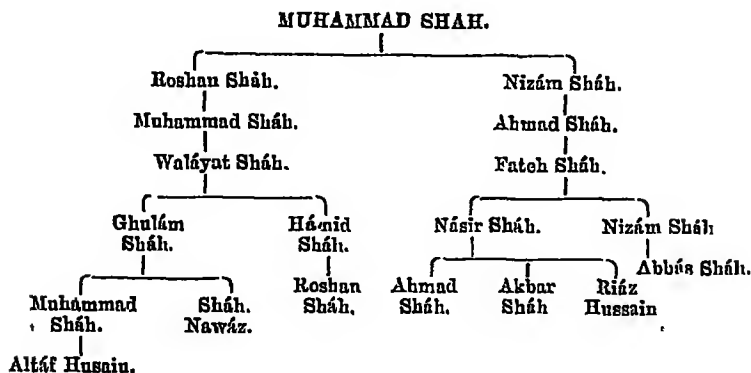 MUHAMMAD SHAH.
Roshan Sháh. Nizám Sháh.
Muhammad Sháh. Ahmad Sháh.
Waláyat Sháh. Fateh Sháh.
Ghulám Sháh. Hámid Sháh. Násir Sháh. Nizám Sháh
Abbás Sháh.
Muhammad Sháh. Sháh. Nawáz. Roshan Sháh. Ahmad Sháh. Akbar Sháh Riáz Hussain
Altáf Husain.